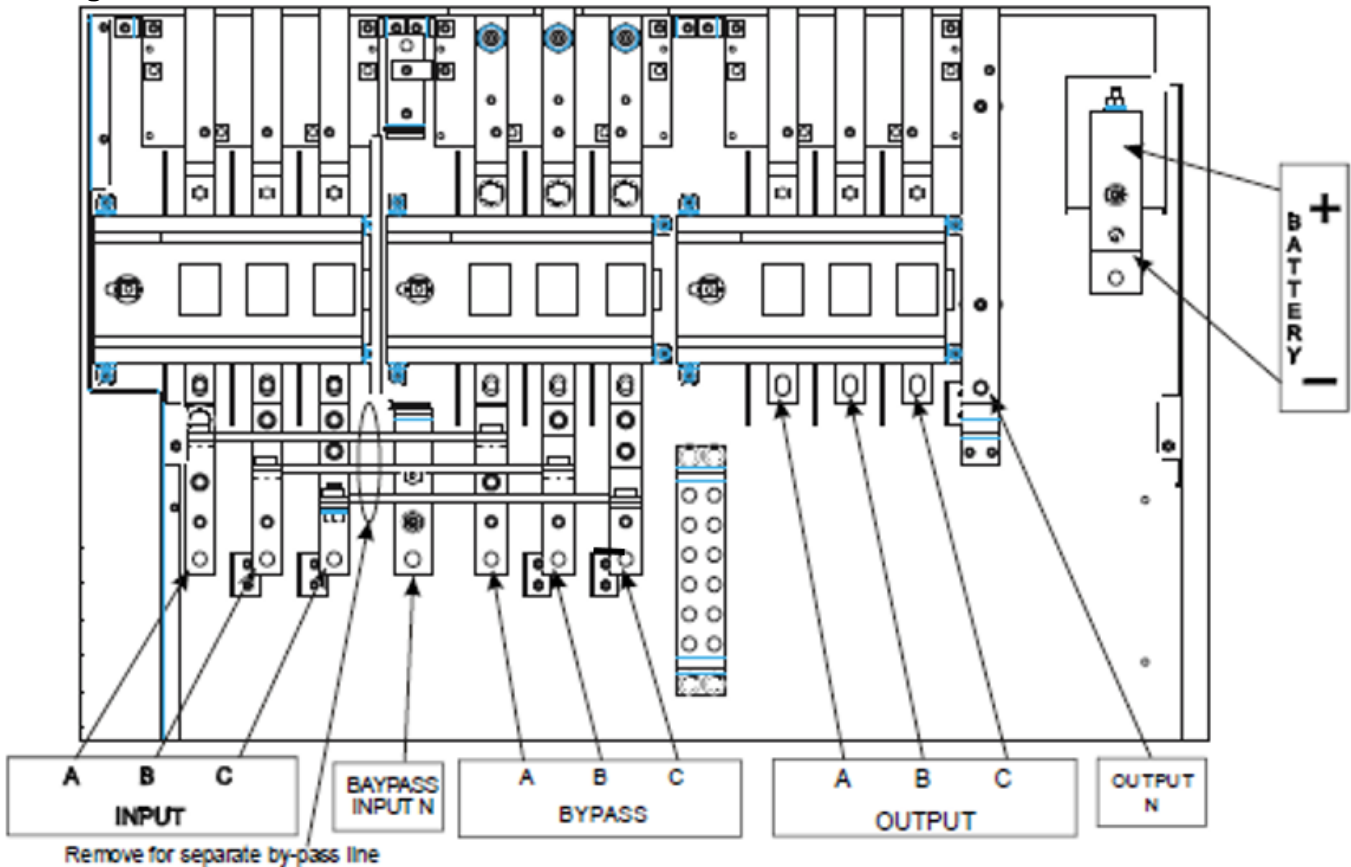 +
BATTERY
−
A B C
INPUT
BAYPASS
INPUT N
A B C
BYPASS
A B C
OUTPUT
OUTPUT
N
Remove for separate by-pass line